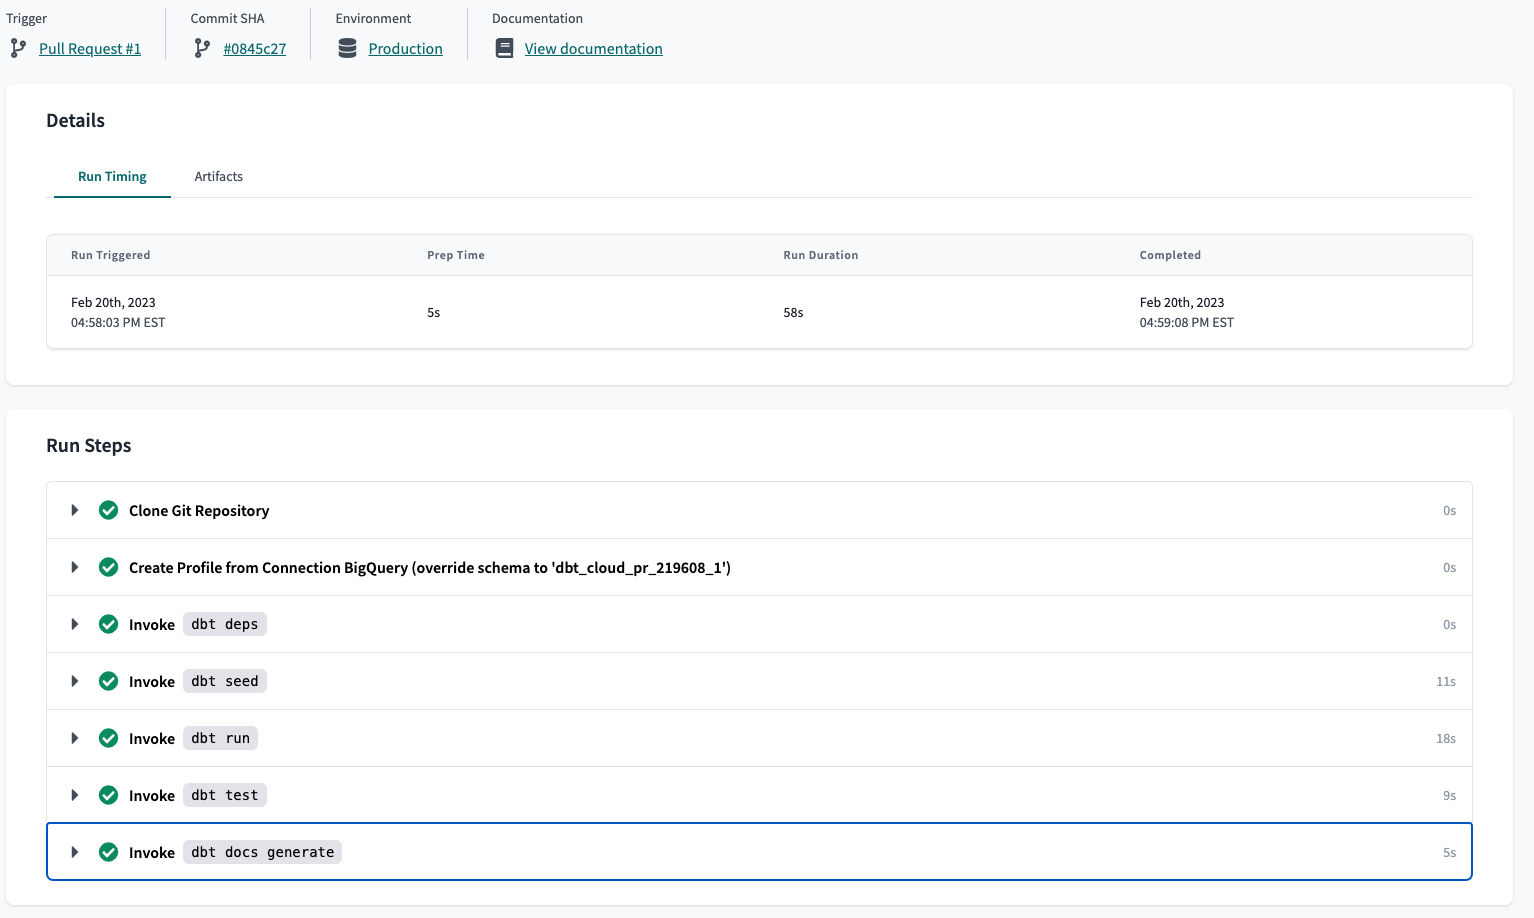 Trigger
Pull Request #1
Commit SHA
#0845c27
Environment
Production
Documentation
View documentation
Details
Run Timing
Artifacts
Run Triggered
Prep Time
Run Duration
Completed
Feb 20th, 2023
04:58:03 PM EST
5s
58s
Feb 20th, 2023
04:59:08 PM EST
Run Steps
Clone Git Repository 0s
Create Profile from Connection BigQuery (override schema to 'dbt_cloud_pr_219608_1') 0s
Invoke dbt deps 0s
Invoke dbt seed 11s
Invoke dbt run 18s
Invoke dbt test 9s
Invoke dbt docs generate 5s